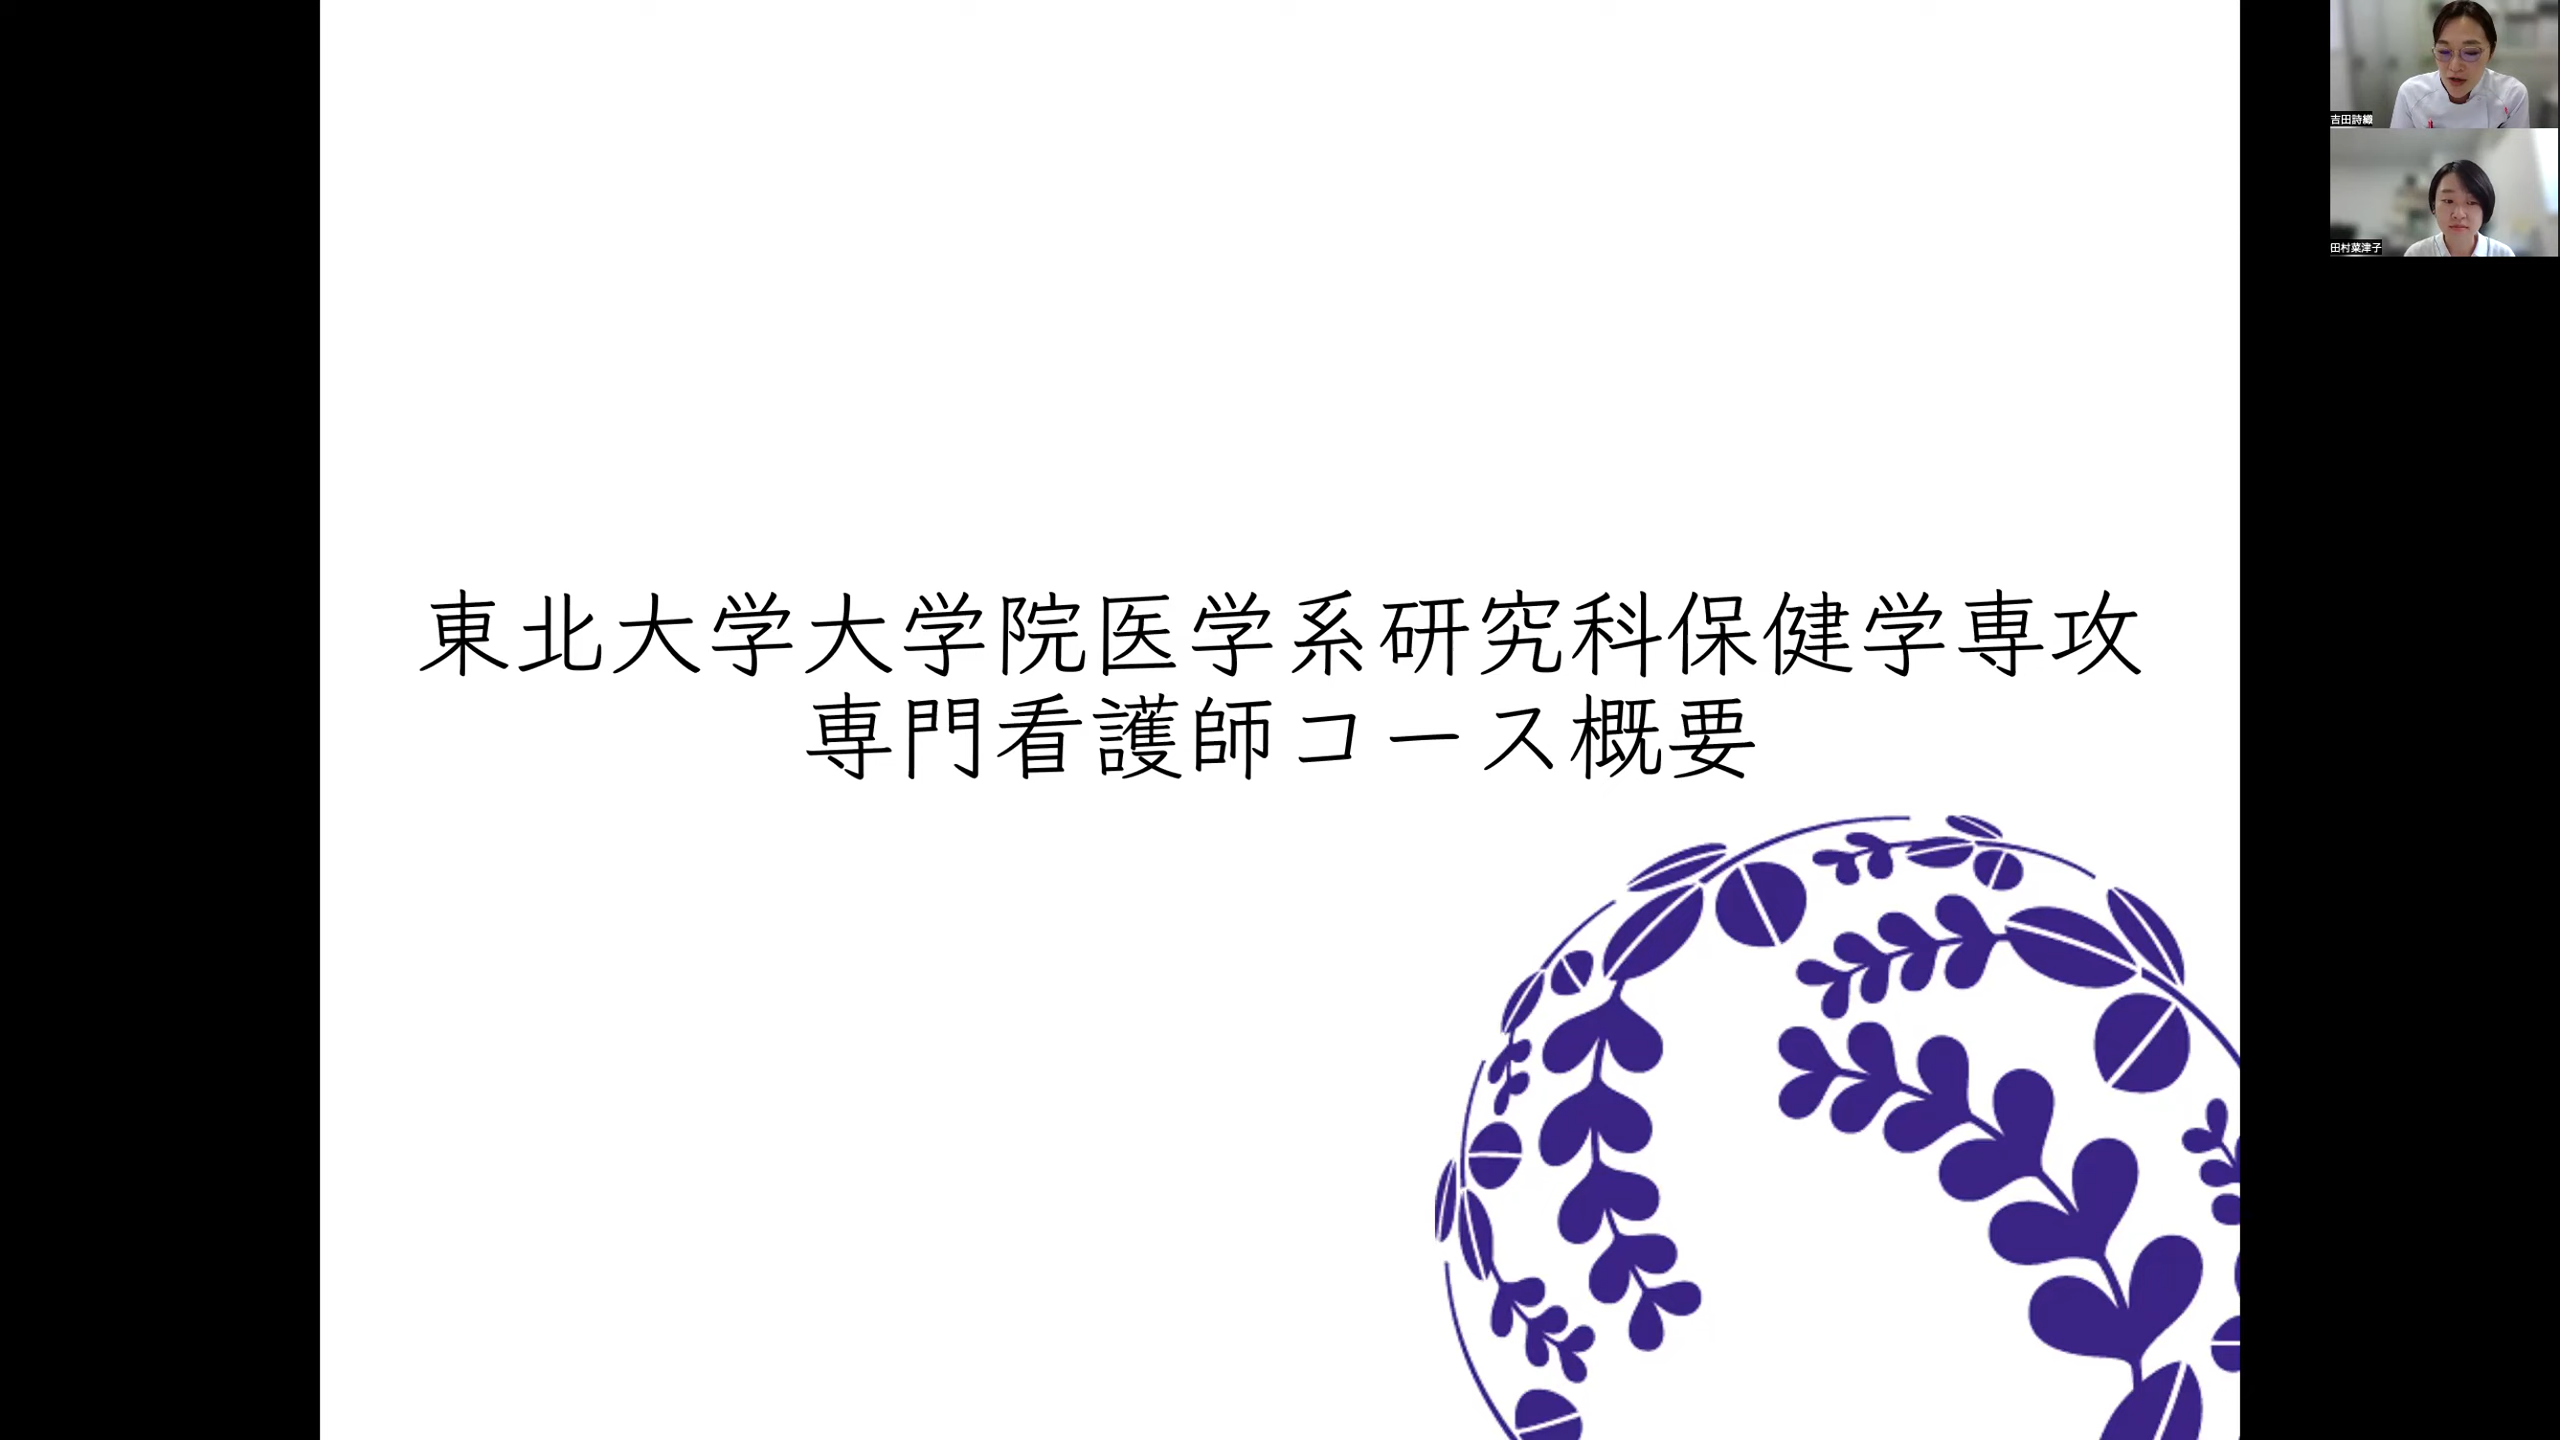 東北大学大学院医学系研究科保健学専攻
専門看護師コース概要
吉田詩織
田村菜津子